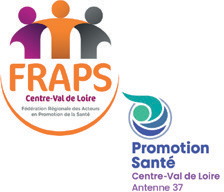 FRAPS
Centre-Val de Loire
Fédération Régionale des Acteurs
en Promotion de la Santé
Promotion
Santé
Centre-Val de Loire
Antenne 37